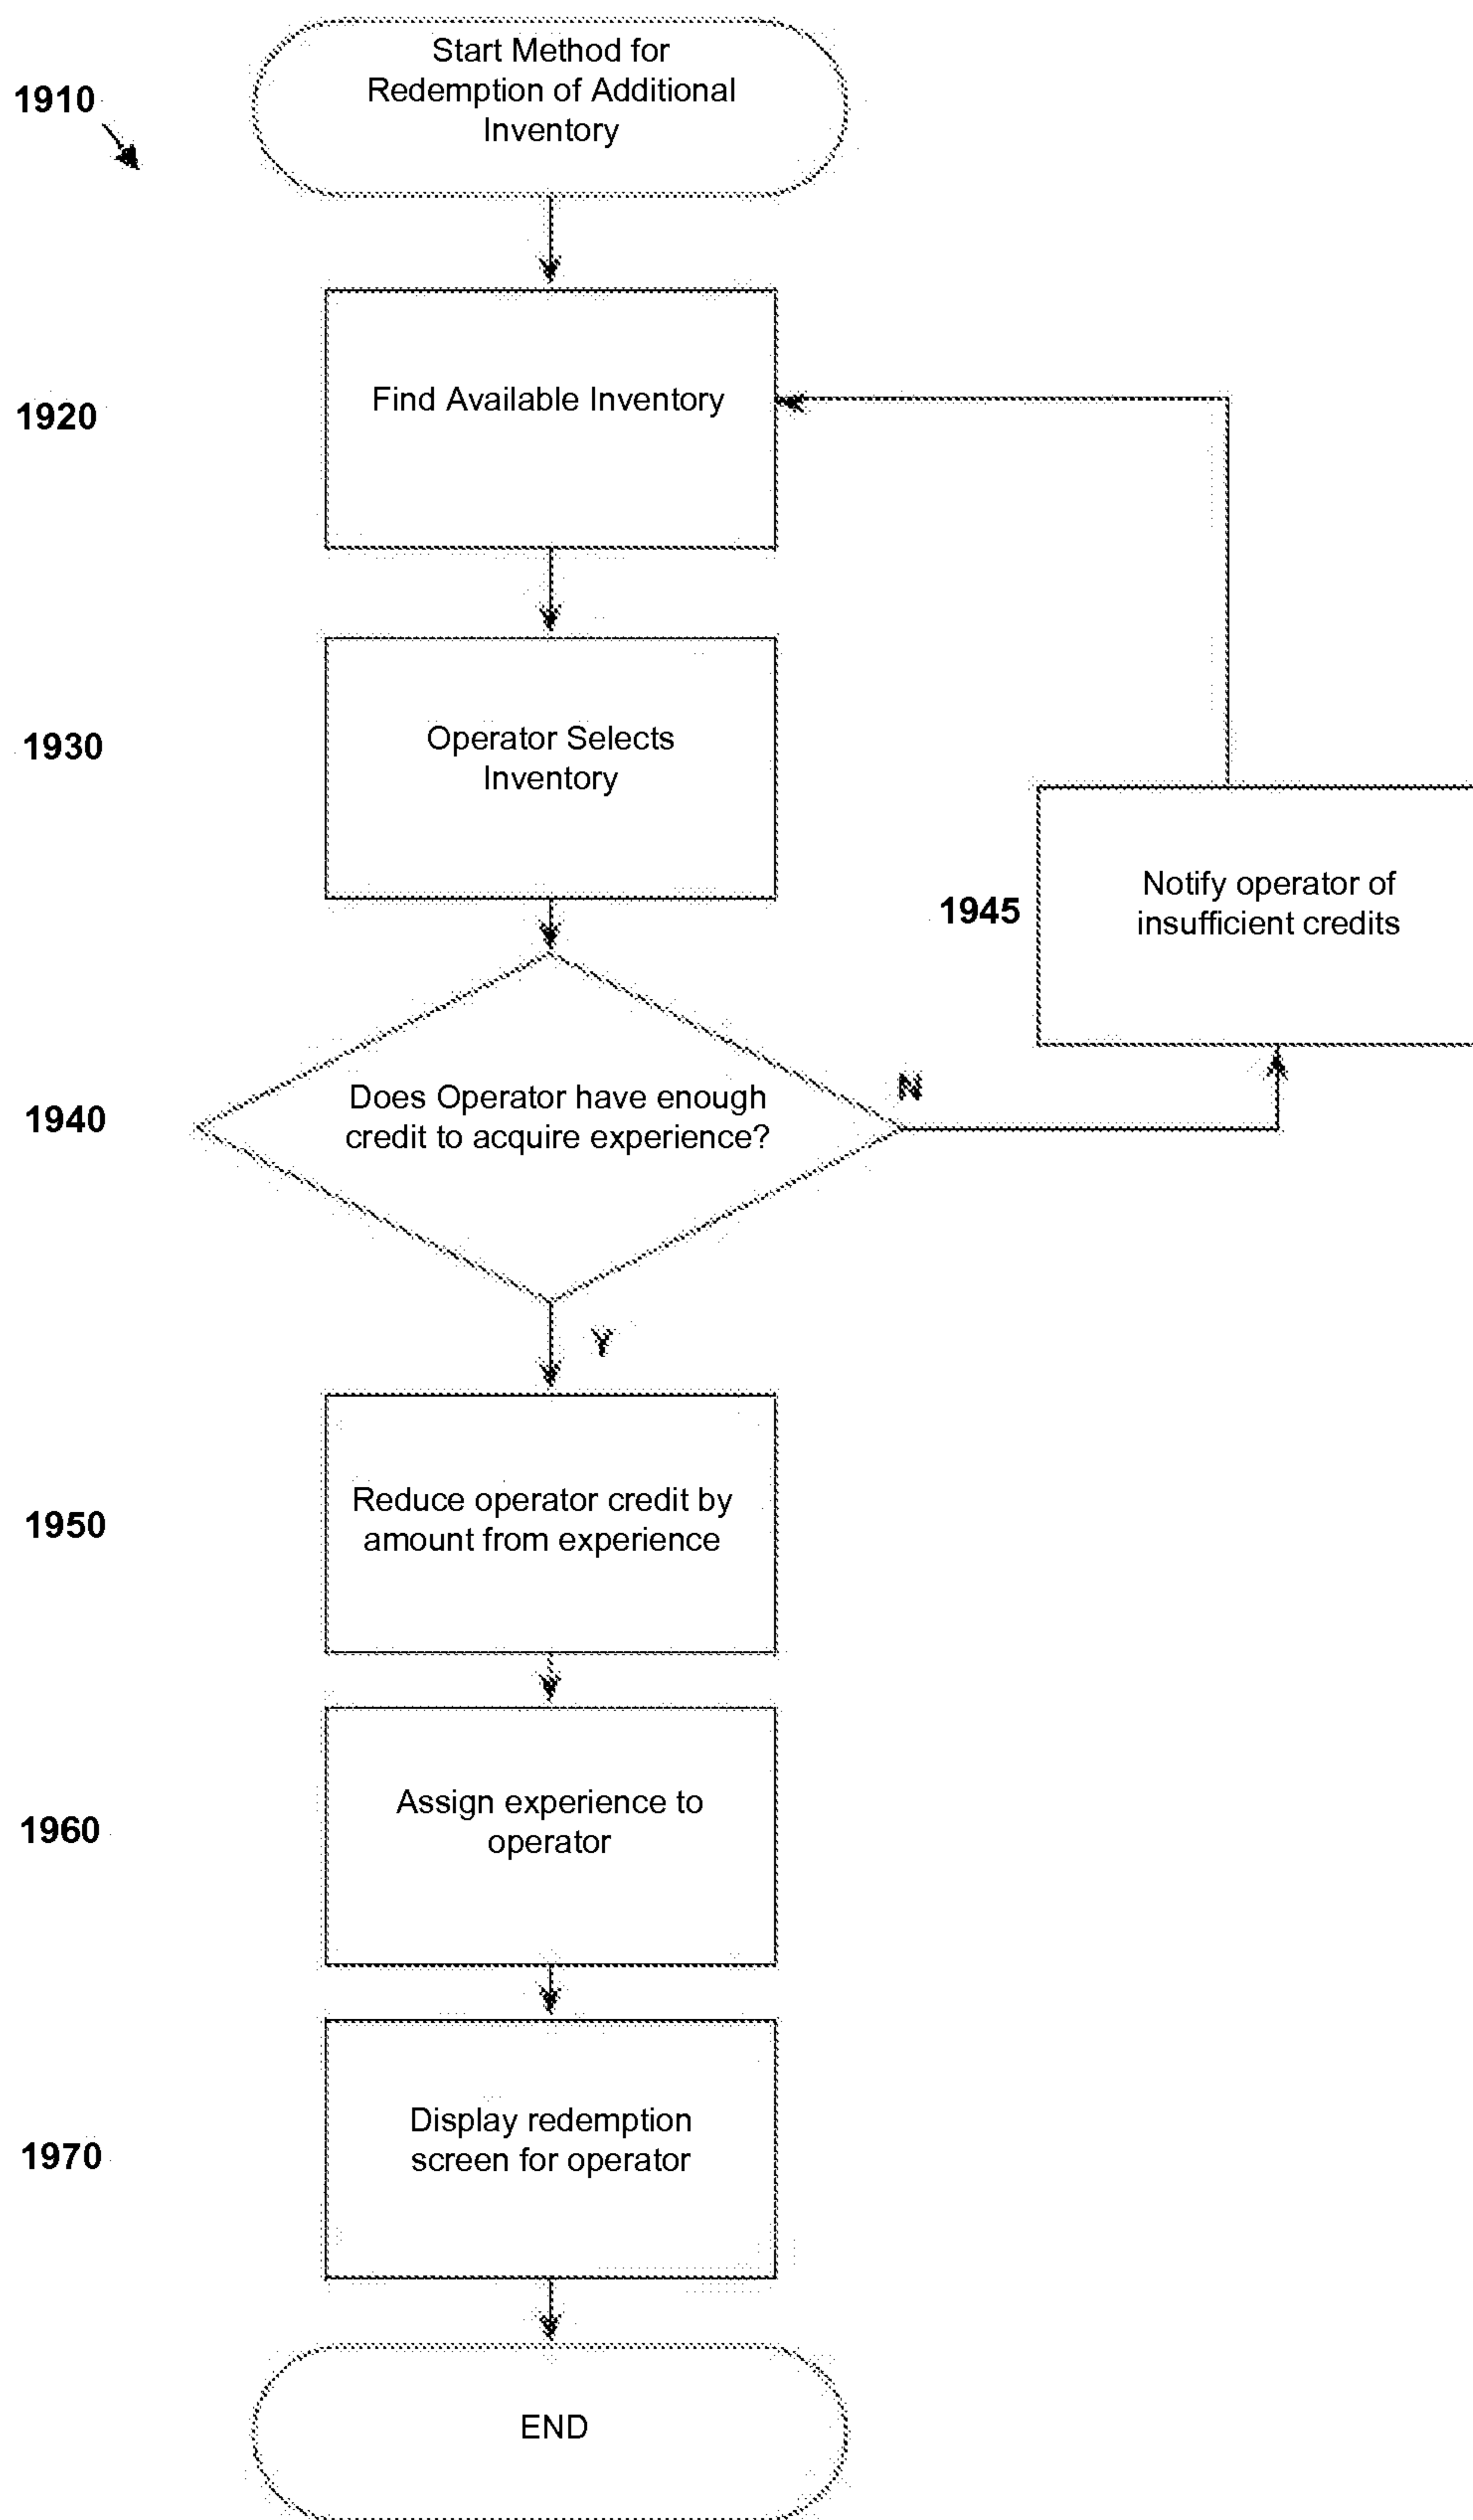 Start Method for
Redemption of Additional
Inventory
1910
Find Available Inventory
1920
Operator Selects
Inventory
1930
Notify operator of
insufficient credits
1945
N
Does Operator have enough
credit to acquire experience?
1940
Y
Reduce operator credit by
amount from experience
1950
Assign experience to
operator
1960
Display redemption
screen for operator
1970
END